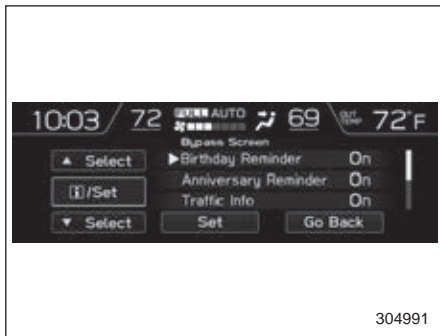 10:03 72 FULL AUTO 69 OUT TEMP 72°F
Bypass Screen
▲ Select ▶Birthday Reminder On
i/Set Anniversary Reminder On
Traffic Info On
▼ Select Set Go Back
304991